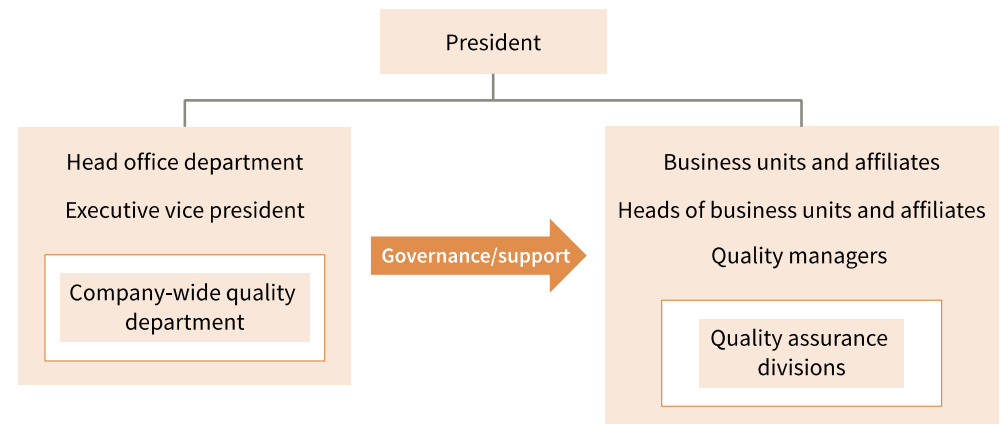 President
Head office department
Executive vice president
Company-wide quality
department
Governance/support
Business units and affiliates
Heads of business units and affiliates
Quality managers
Quality assurance
divisions